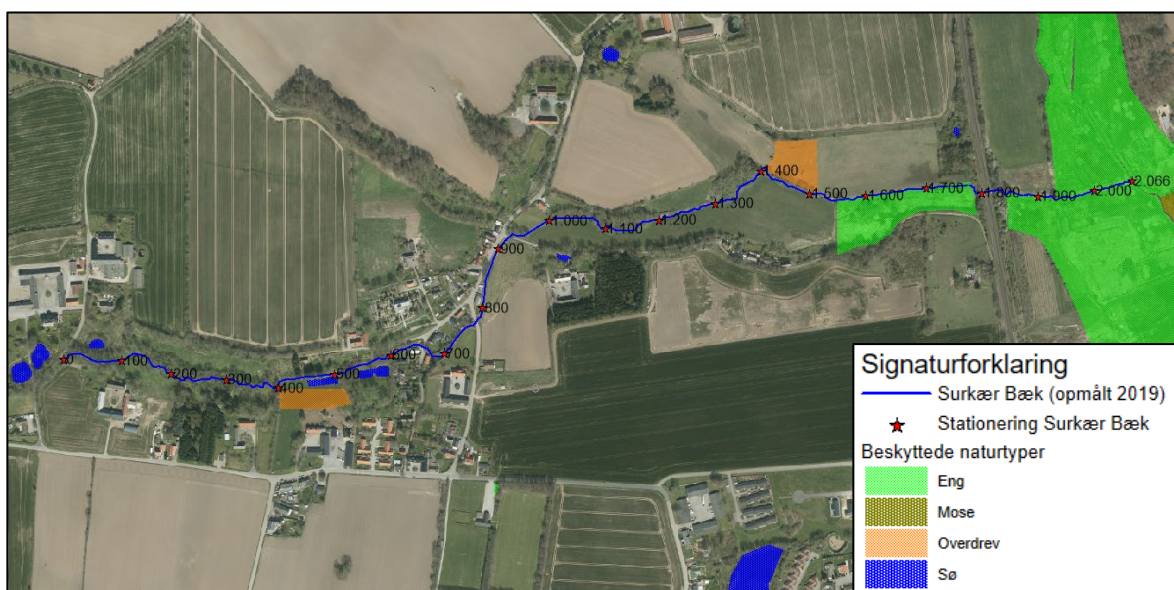 0
100
200
300
400
500
600
700
800
900
1.000
1.100
1.200
1.300
1.400
1.500
1.600
1.700
1.800
1.900
2.000
2.066
Signaturforklaring
Surkær Bæk (opmålt 2019)
Stationering Surkær Bæk
Beskyttede naturtyper
Eng
Mose
Overdrev
Sø